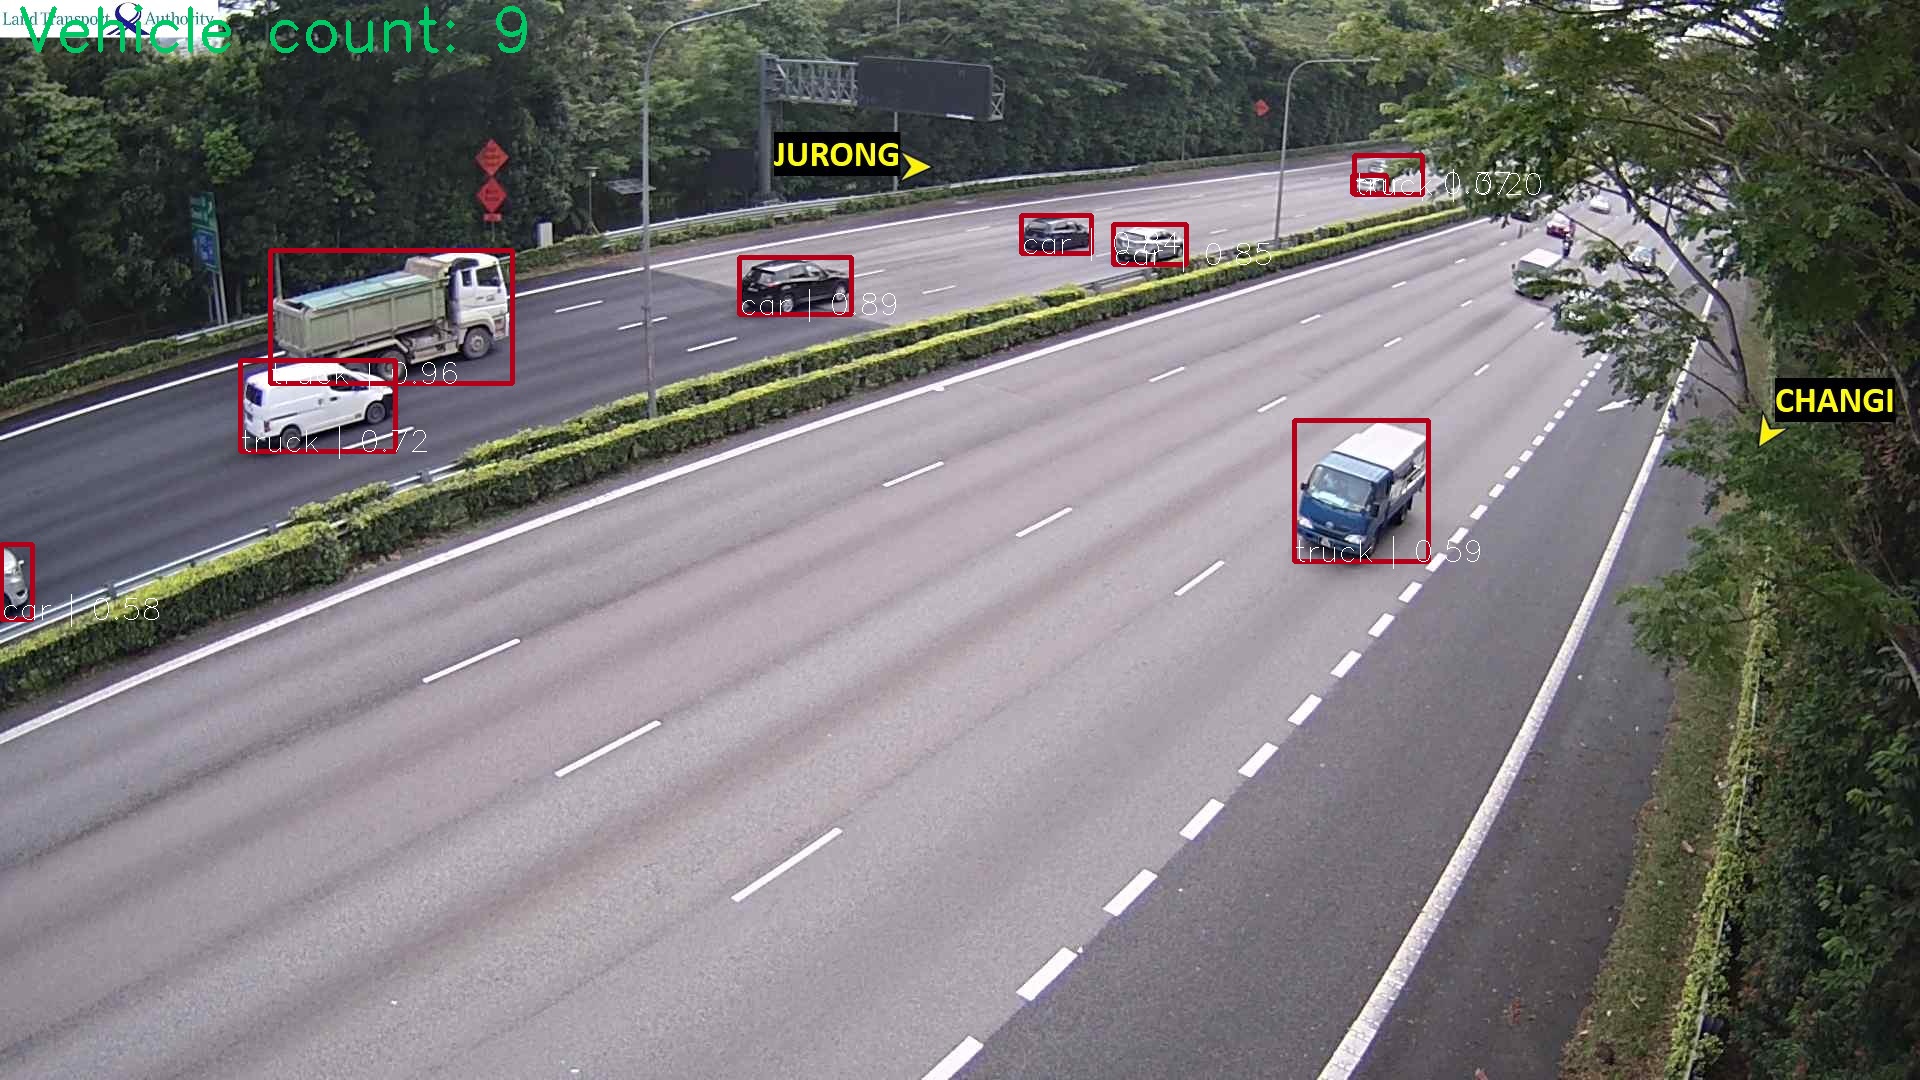 Land Transport Authority
Vehicle count: 9
JURONG
truck |
car |
car | 0.85
car | 0.89
truck | 0.96
CHANGI
truck | 0.72
truck | 0.59
car | 0.58